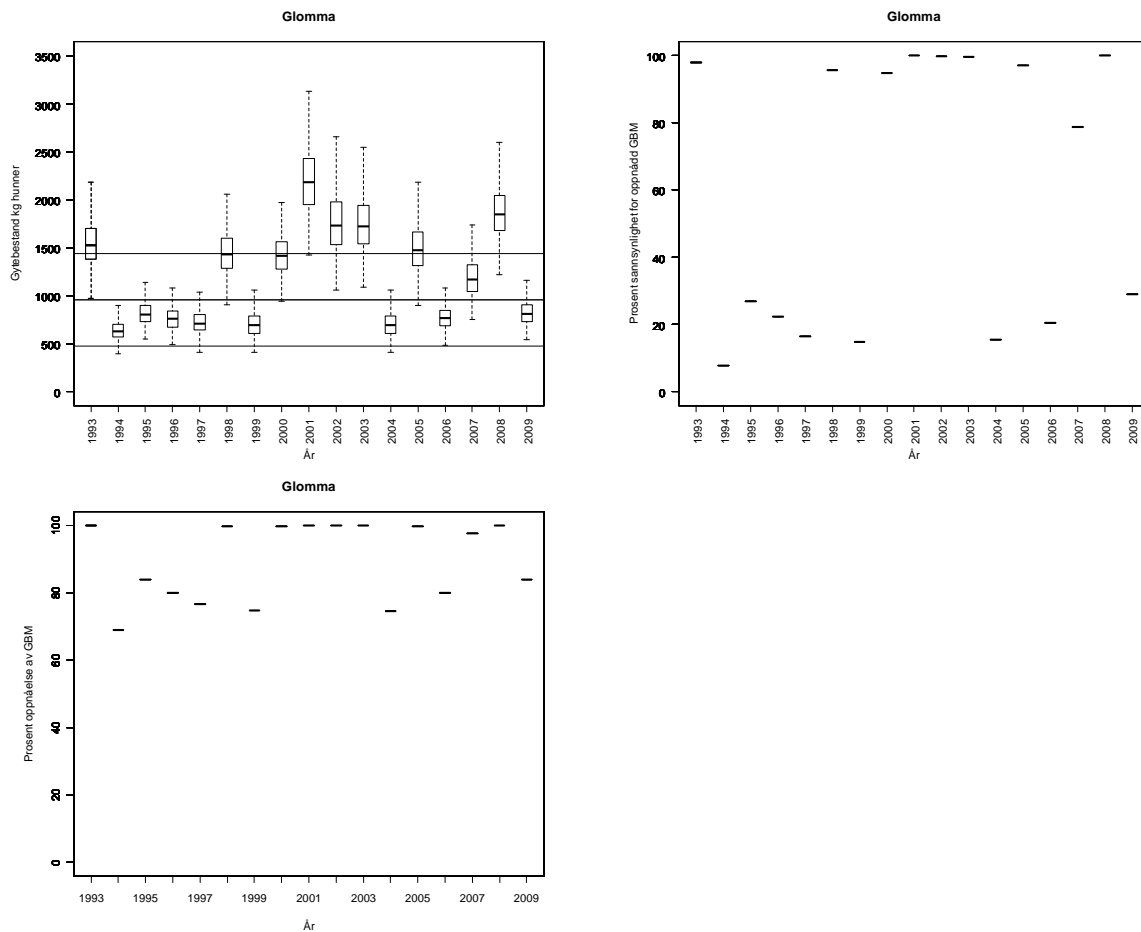 Glomma
Gytebestand kg hunner
3500
3000
2500
2000
1500
1000
500
0
1993 1994 1995 1996 1997 1998 1999 2000 2001 2002 2003 2004 2005 2006 2007 2008 2009
År
Glomma
Prosent sannsynlighet for oppnådd GBM
100
80
60
40
20
0
1993 1994 1995 1996 1997 1998 1999 2000 2001 2002 2003 2004 2005 2006 2007 2008 2009
År
Glomma
Prosent oppnåelse av GBM
100
80
60
40
20
0
1993 1995 1997 1999 2001 2003 2005 2007 2009
År